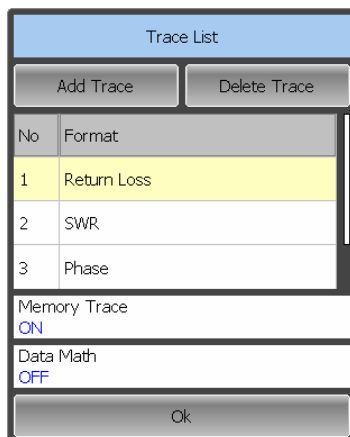 Trace List
Add Trace Delete Trace
No Format
1 Return Loss
2 SWR
3 Phase
Memory Trace
ON
Data Math
OFF
Ok